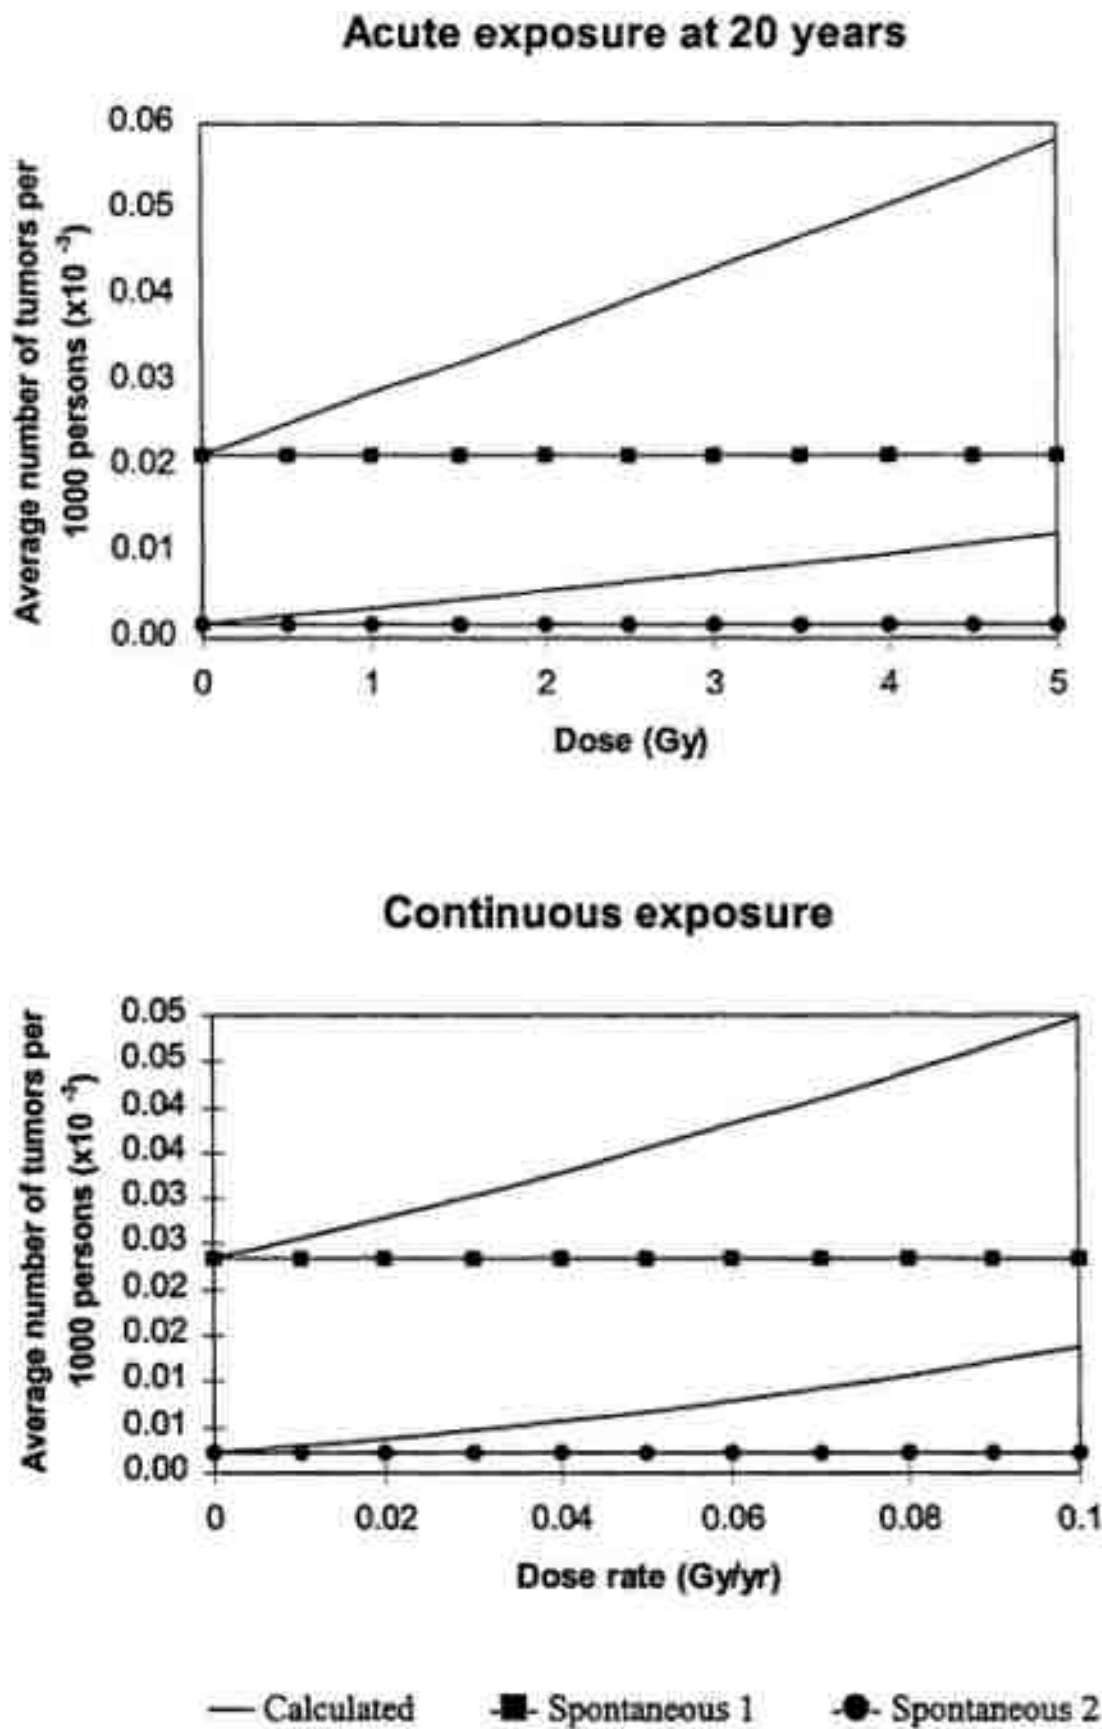 Acute exposure at 20 years
Average number of tumors per
1000 persons (x10 -3)
0.06
0.05
0.04
0.03
0.02
0.01
0.00
0 1 2 3 4 5
Dose (Gy)
Continuous exposure
Average number of tumors per
1000 persons (x10 -3)
0.05
0.05
0.04
0.04
0.03
0.03
0.02
0.02
0.01
0.01
0.00
0 0.02 0.04 0.06 0.08 0.1
Dose rate (Gy/yr)
Calculated Spontaneous 1 Spontaneous 2